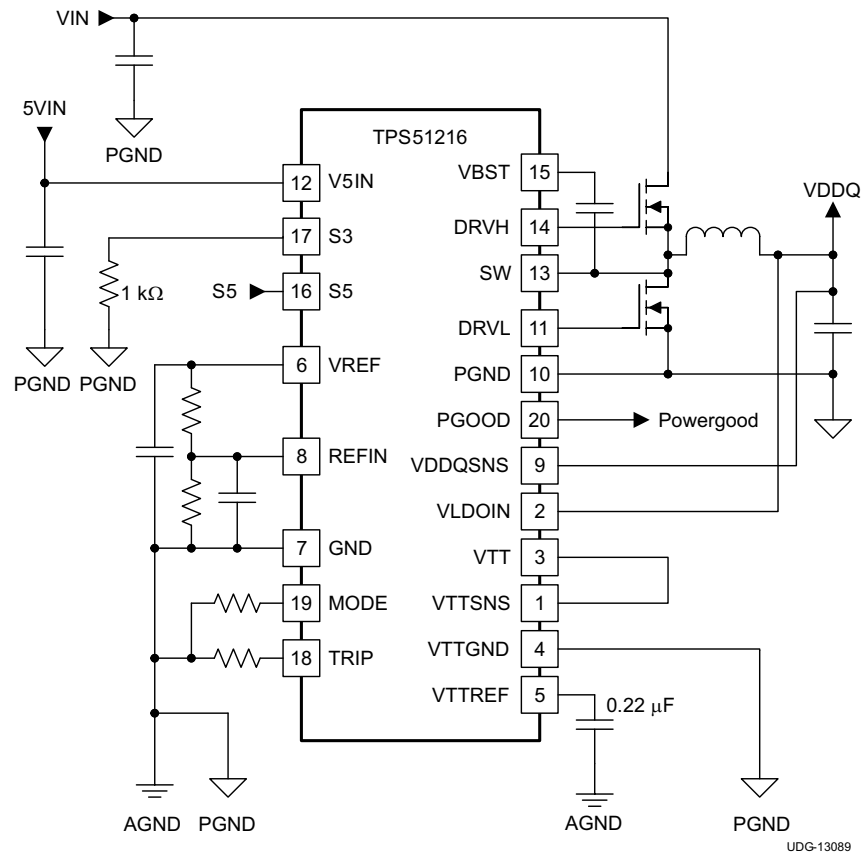 VIN
5VIN
PGND
TPS51216
12 V5IN
17 S3
1 kΩ
S5 16 S5
PGND PGND
6 VREF
8 REFIN
7 GND
19 MODE
18 TRIP
AGND PGND
VBST 15
DRVH 14
SW 13
DRVL 11
PGND 10
PGOOD 20 Powergood
VDDQSNS 9
VLDOIN 2
VTT 3
VTTSNS 1
VTTGND 4
VTTREF 5
0.22 µF
VDDQ
AGND PGND
UDG-13089